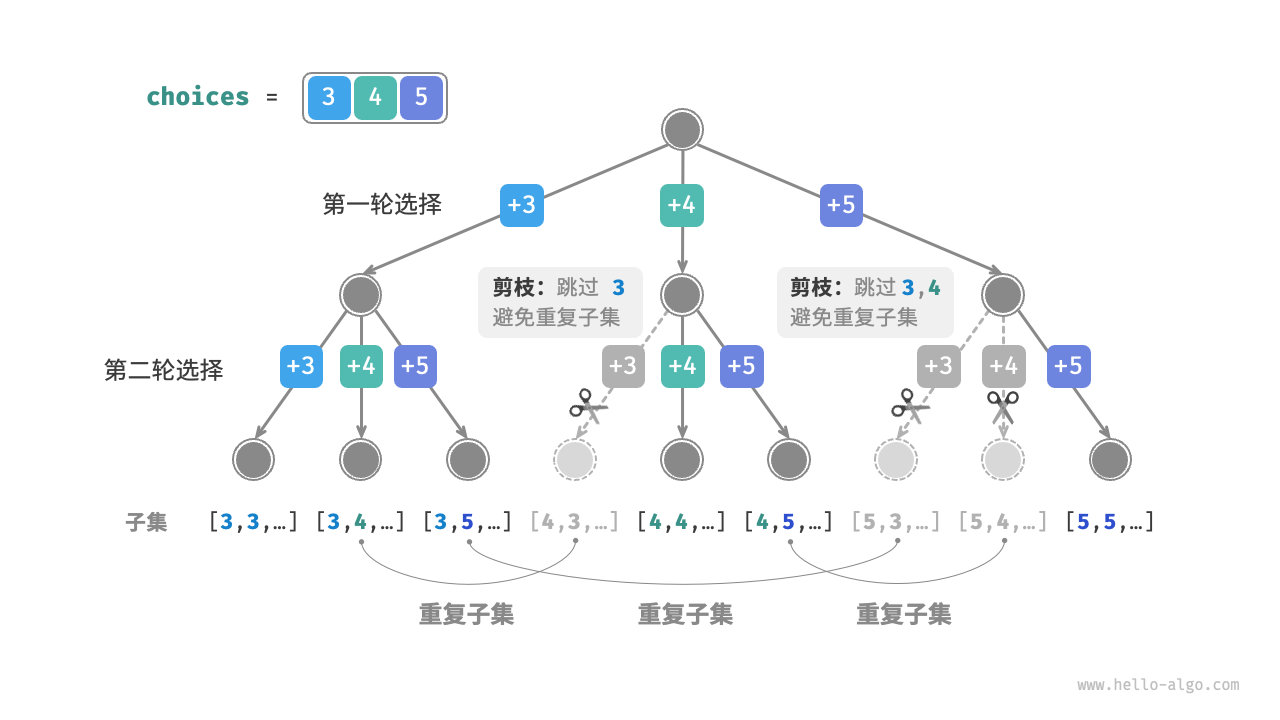 choices = 3 4 5
第一轮选择 +3 +4 +5
剪枝：跳过 3
避免重复子集
剪枝：跳过 3,4
避免重复子集
第二轮选择 +3 +4 +5 +3 +4 +5 +3 +4 +5
子集 [3,3,…] [3,4,…] [3,5,…] [4,3,…] [4,4,…] [4,5,…] [5,3,…] [5,4,…] [5,5,…]
重复子集 重复子集 重复子集
www.hello-algo.com